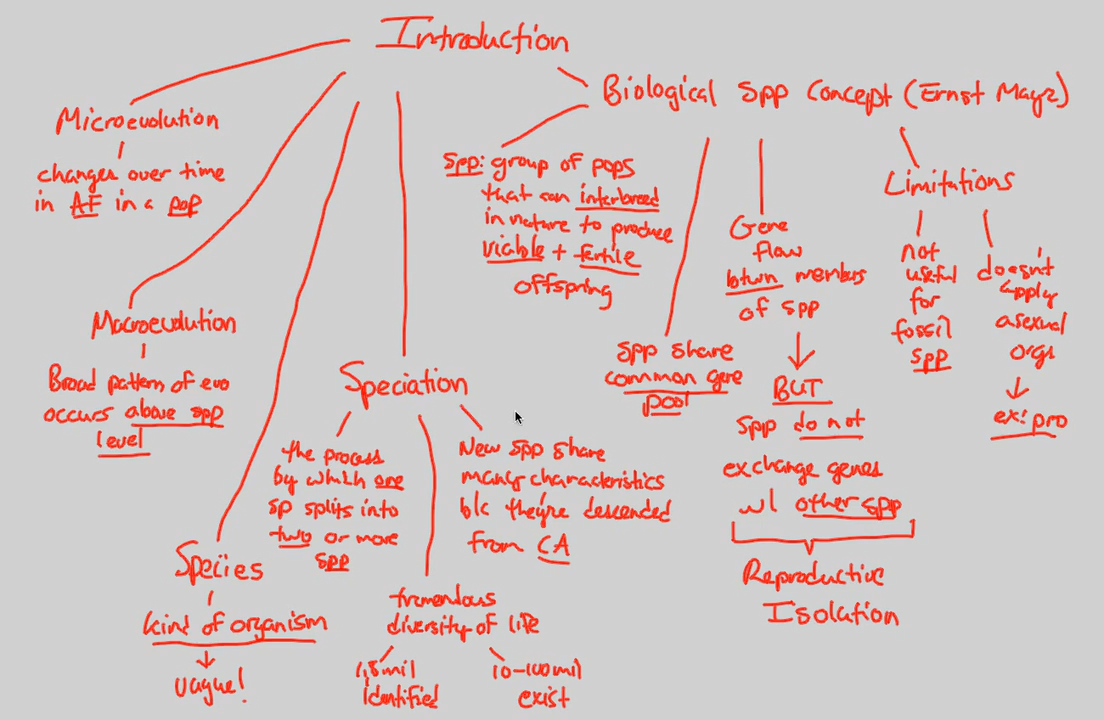 Introduction
Microevolution
changes over time
in AF in a pop
Macroevolution
Broad pattern of evo
occurs above spp
level
Species
kind of organism
vague!
Speciation
the process
by which one
sp splits into
two or more
spp
tremendous
diversity of life
1,8mil
identified
10-100mil
exist
New spp share
many characteristics
b/c they're descended
from CA
Biological Spp Concept (Ernst Mayr)
Spp: group of pops
that can interbreed
in nature to produce
viable + fertile
offspring
spp share
common gene
pool
Gene
flow
btwn members
of spp
BUT
spp do not
exchange genes
w/ other spp
Reproductive
Isolation
Limitations
not
useful
for
fossil
spp
doesn't
apply
asexual
orgs
ex: pro